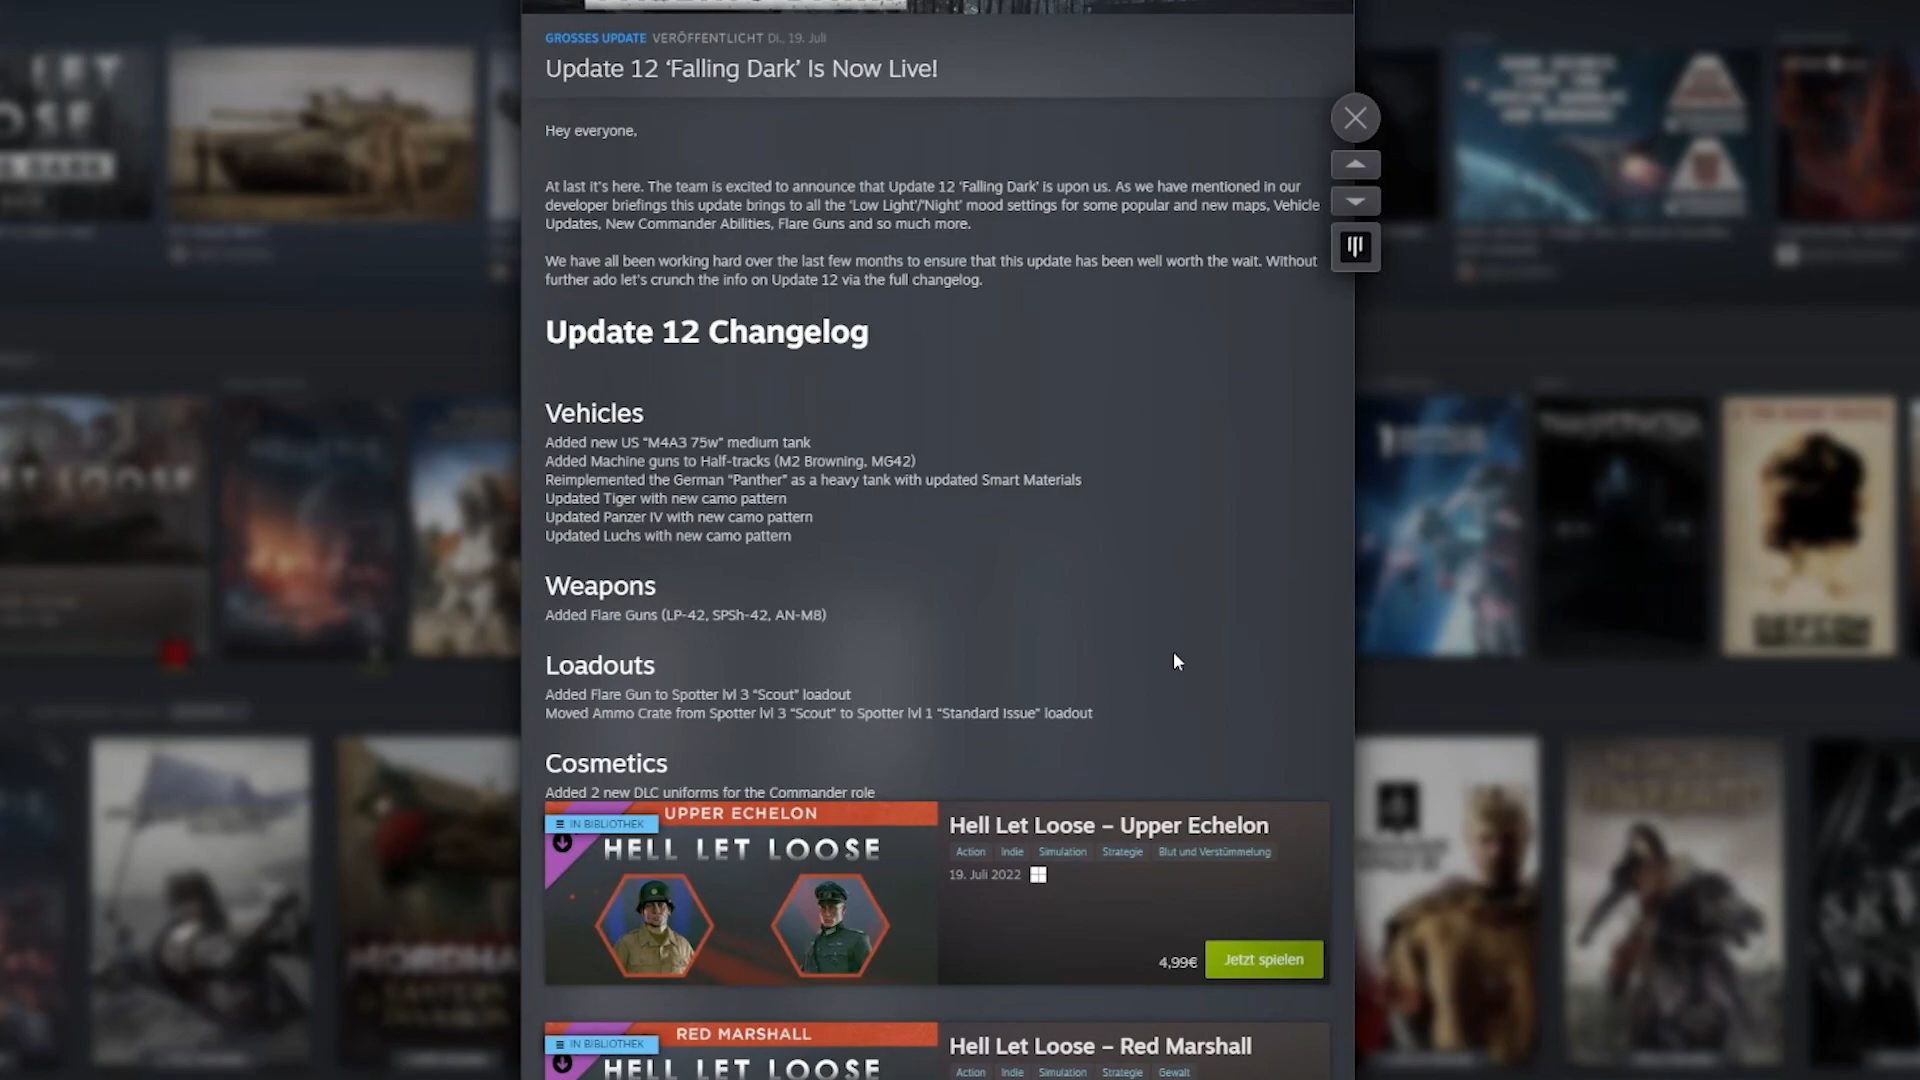 GROSSES UPDATE VERÖFFENTLICHT DI., 19. Juli
Update 12 ‘Falling Dark’ Is Now Live!
Hey everyone,
At last it's here. The team is excited to announce that Update 12 ‘Falling Dark’ is upon us. As we have mentioned in our
developer briefings this update brings to all the ‘Low Light’/‘Night’ mood settings for some popular and new maps, Vehicle
Updates, New Commander Abilities, Flare Guns and so much more.
We have all been working hard over the last few months to ensure that this update has been well worth the wait. Without
further ado let's crunch the info on Update 12 via the full changelog.
Update 12 Changelog
Vehicles
Added new US “M4A3 75w” medium tank
Added Machine guns to Half-tracks (M2 Browning, MG42)
Reimplemented the German “Panther” as a heavy tank with updated Smart Materials
Updated Tiger with new camo pattern
Updated Panzer IV with new camo pattern
Updated Luchs with new camo pattern
Weapons
Added Flare Guns (LP-42, SPSh-42, AN-M8)
Loadouts
Added Flare Gun to Spotter lvl 3 “Scout” loadout
Moved Ammo Crate from Spotter lvl 3 “Scout” to Spotter lvl 1 “Standard Issue” loadout
Cosmetics
Added 2 new DLC uniforms for the Commander role
IN BIBLIOTHEK
UPPER ECHELON
HELL LET LOOSE
Hell Let Loose – Upper Echelon
Action Indie Simulation Strategie Blut und Verstümmelung
19. Juli 2022
4,99€ Jetzt spielen
IN BIBLIOTHEK
RED MARSHALL
HELL LET LOOSE
Hell Let Loose – Red Marshall
Action Indie Simulation Strategie Gewalt